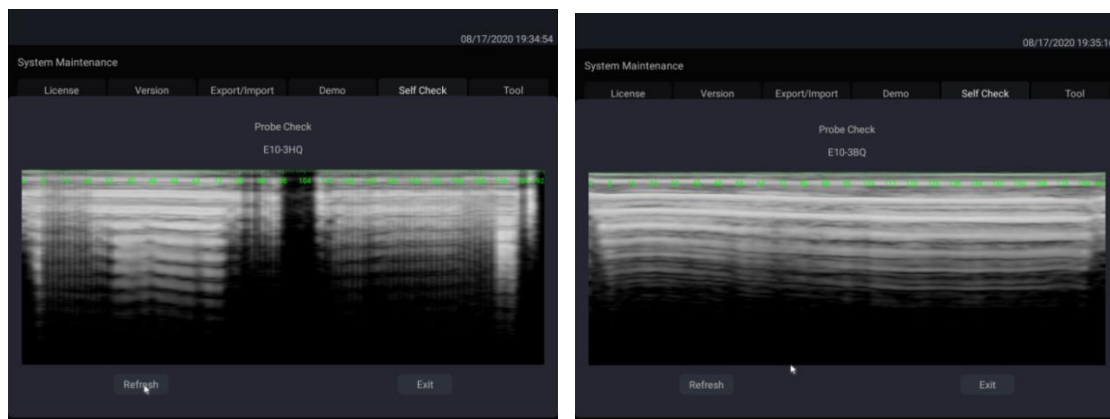 08/17/2020 19:34:54
System Maintenance
License Version Export/Import Demo Self Check Tool
Probe Check
E10-3HQ
104
Refresh Exit
08/17/2020 19:35:1
System Maintenance
License Version Export/Import Demo Self Check Tool
Probe Check
E10-3BQ
Refresh Exit